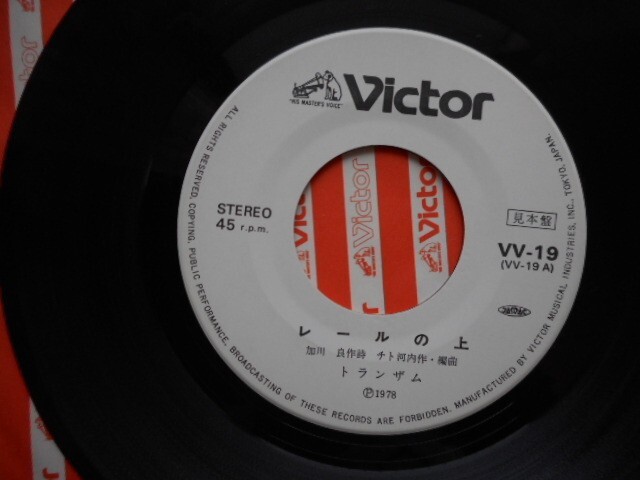 Victor
"HIS MASTER'S VOICE"
STEREO
45 r.p.m.
見本盤
VV-19
(VV-19 A)
JASRAC
レールの上
加川 良作詩 チト河内作・編曲
トランザム
Ⓟ1978
ALL RIGHTS RESERVED. COPYING, PUBLIC PERFORMANCE, BROADCASTING OF THESE RECORDS ARE FORBIDDEN. MANUFACTURED BY VICTOR MUSICAL INDUSTRIES, INC., TOKYO, JAPAN.
Victor
Victor
Victor
Victor